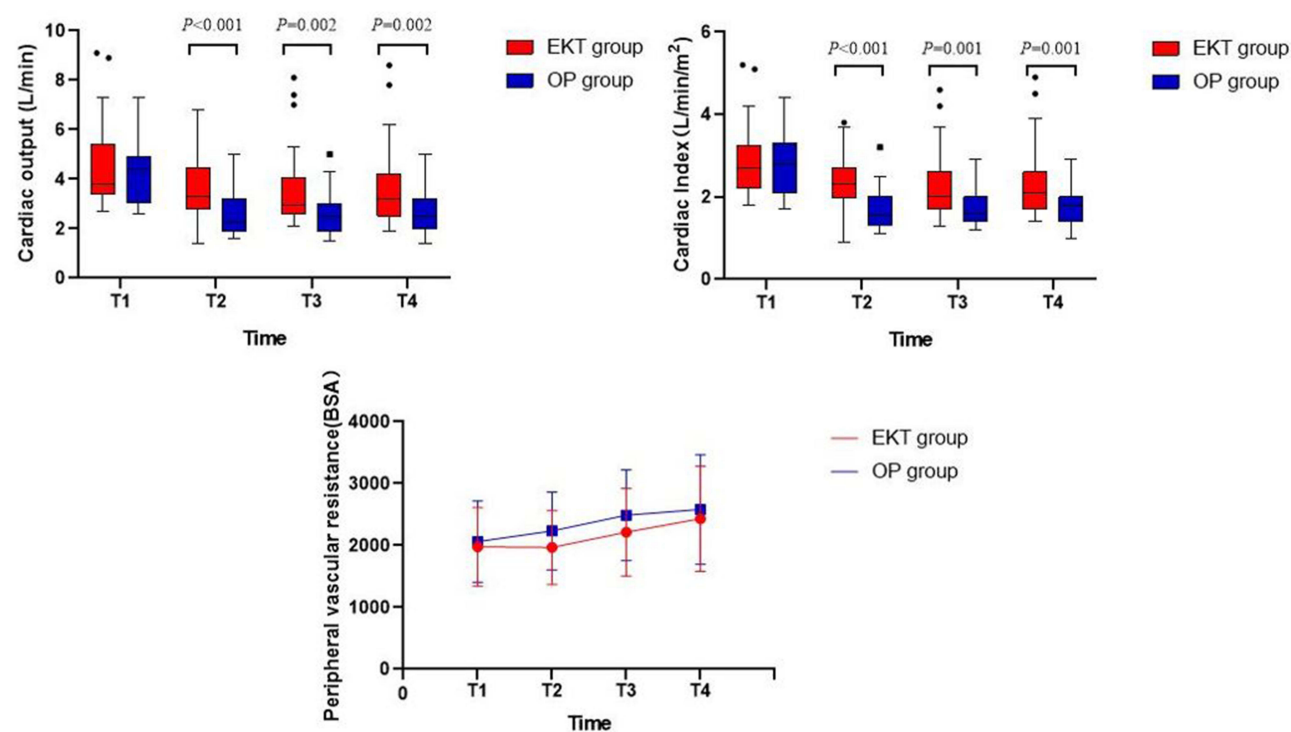 P<0.001 P=0.002 P=0.002
Cardiac output (L/min)
10
8
6
4
2
0
T1 T2 T3 T4
Time
EKT group
OP group
P<0.001 P=0.001 P=0.001
Cardiac Index(L/min/m²)
6
4
2
0
T1 T2 T3 T4
Time
EKT group
OP group
Peripheral vascular resistance(BSA)
4000
3000
2000
1000
0
0 T1 T2 T3 T4
Time
EKT group
OP group